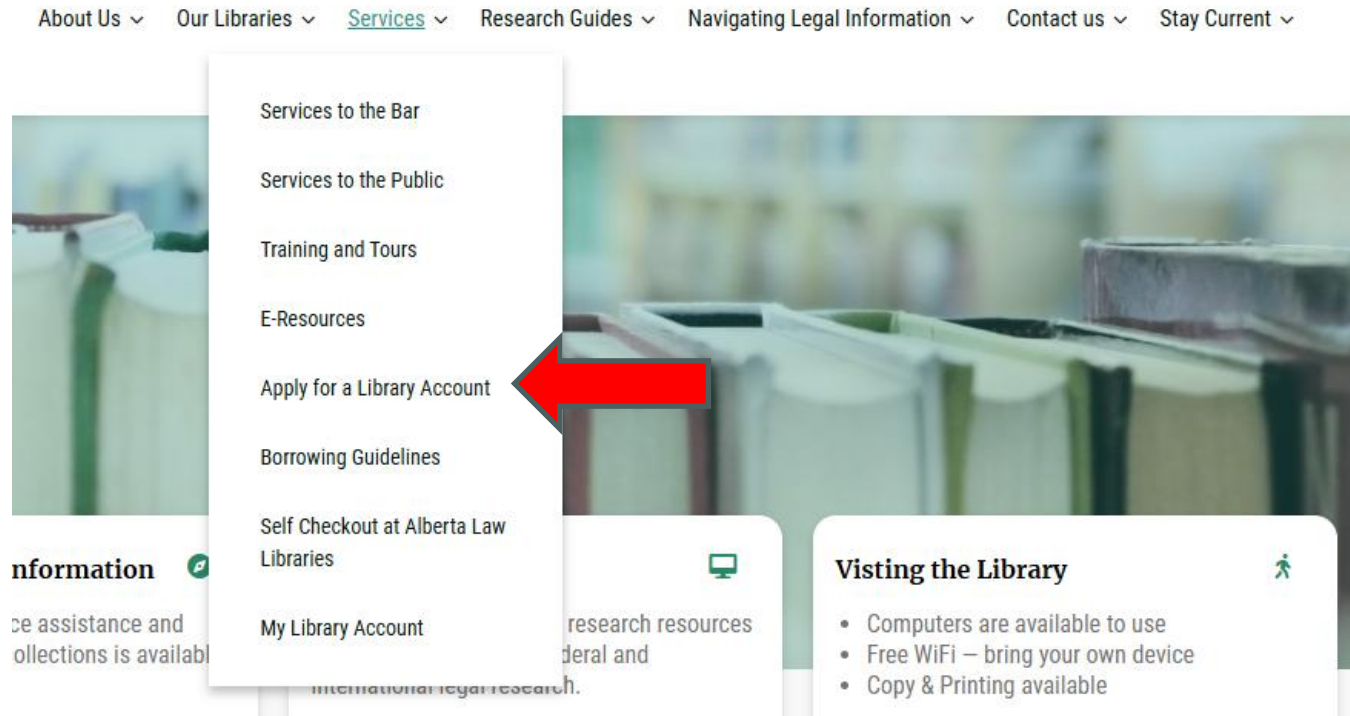 About Us Our Libraries Services Research Guides Navigating Legal Information Contact us Stay Current
Services to the Bar
Services to the Public
Training and Tours
E-Resources
Apply for a Library Account
Borrowing Guidelines
Self Checkout at Alberta Law
Libraries
My Library Account
nformation
ce assistance and
ollections is availabl
research resources
deral and
international legal research.
Visting the Library
• Computers are available to use
• Free WiFi – bring your own device
• Copy & Printing available